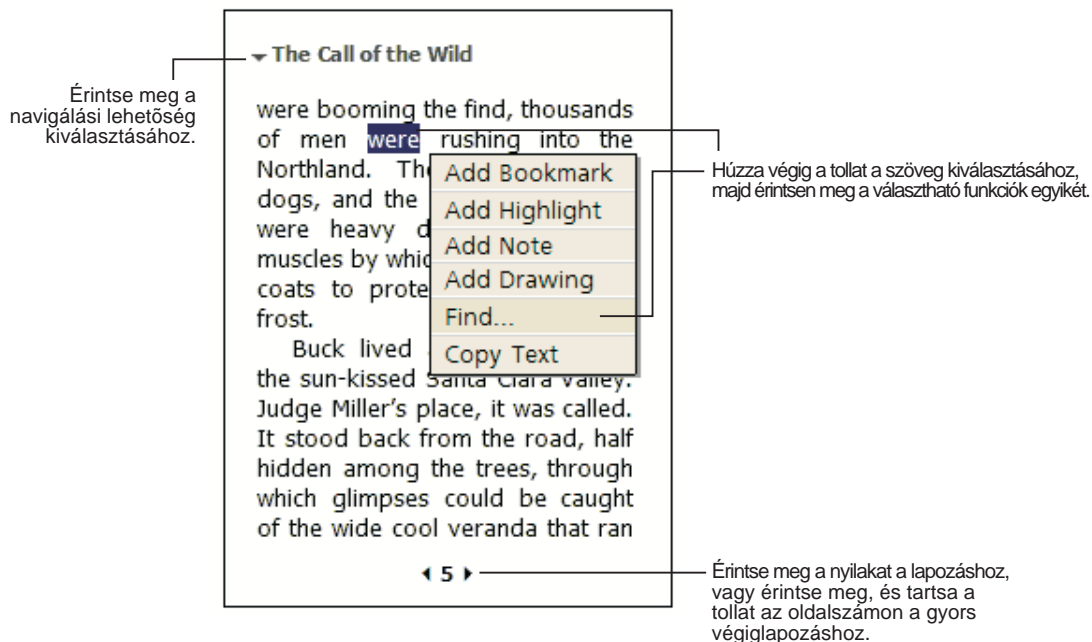 The Call of the Wild
Érintse meg a
navigálási lehetõség
kiválasztásához.
were booming the find, thousands
of men were rushing into the
Northland. The
dogs, and the
were heavy d
muscles by whic
coats to prote
frost.
Add Bookmark
Add Highlight
Add Note
Add Drawing
Find...
Copy Text
Húzza végig a tollat a szöveg kiválasztásához,
majd érintsen meg a választható funkciók egyikét.
Buck lived
the sun-kissed Santa Clara Valley.
Judge Miller's place, it was called.
It stood back from the road, half
hidden among the trees, through
which glimpses could be caught
of the wide cool veranda that ran
5
Érintse meg a nyilakat a lapozáshoz,
vagy érintse meg, és tartsa a
tollat az oldalszámon a gyors
végiglapozáshoz.